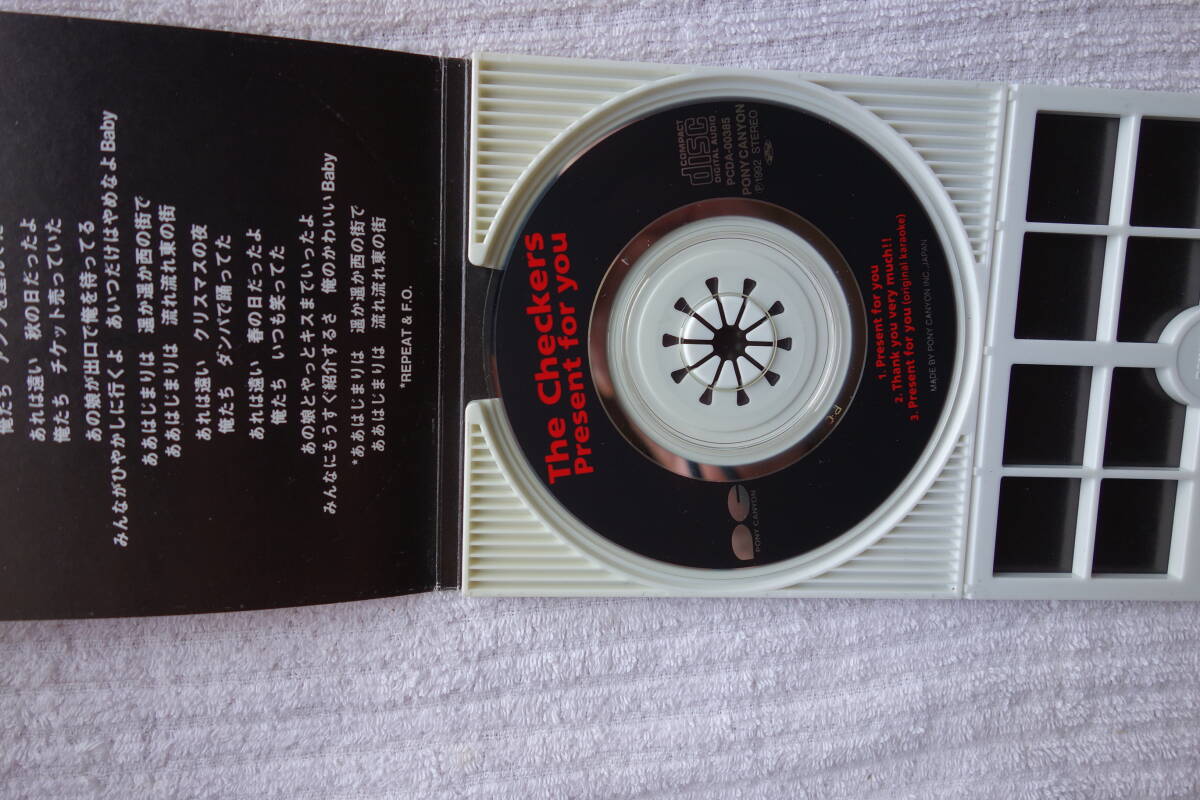 あれは遠い 秋の日だったよ
俺たち チケット売っていた
あの娘が出口で俺を待ってる
みんながひやかしに行くよ あいつだけはやめなよBaby
ああはじまりは 遥か遥か西の街で
ああはじまりは 流れ流れ東の街
あれは遠い クリスマスの夜
俺たち ダンパで踊ってた
あれは遠い 春の日だったよ
俺たち いつも笑ってた
あの娘とやっとキスまでいったよ
みんなにもうすぐ紹介するさ 俺のかわいいBaby
*ああはじまりは 遥か遥か西の街で
ああはじまりは 流れ流れ東の街
*REPEAT & F.O.
The Checkers
Present for you
COMPACT
disc
DIGITAL AUDIO
PCDA-00385
PONY CANYON
Ⓟ1992 STEREO
PONY CANYON
1. Present for you
2. Thank you very much!!
3. Present for you (original karaoke)
MADE BY PONY CANYON INC. JAPAN